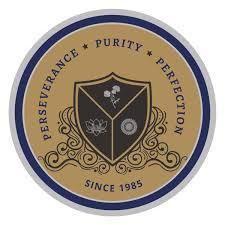 PERSEVERANCE ★ PURITY ★ PERFECTION
SINCE 1985